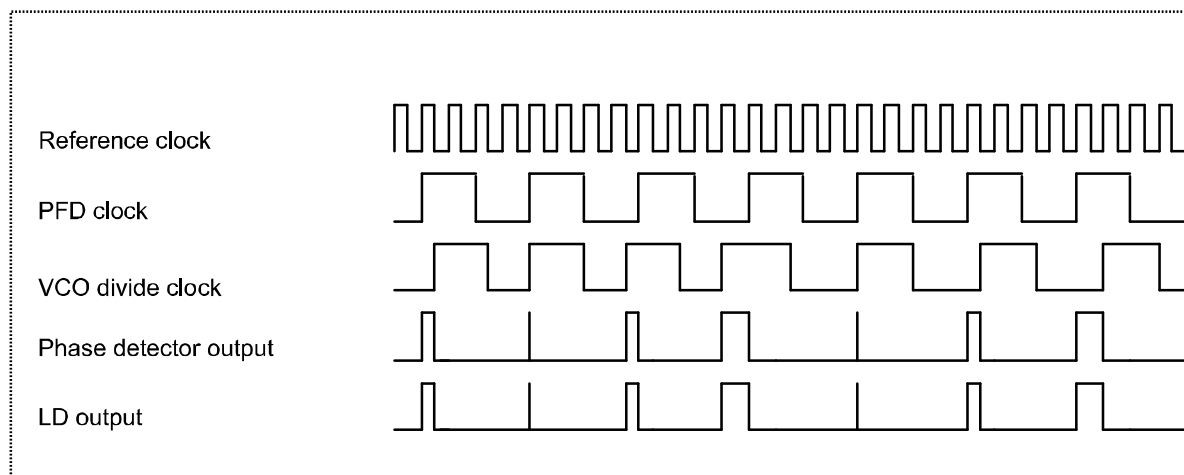 Reference clock
PFD clock
VCO divide clock
Phase detector output
LD output